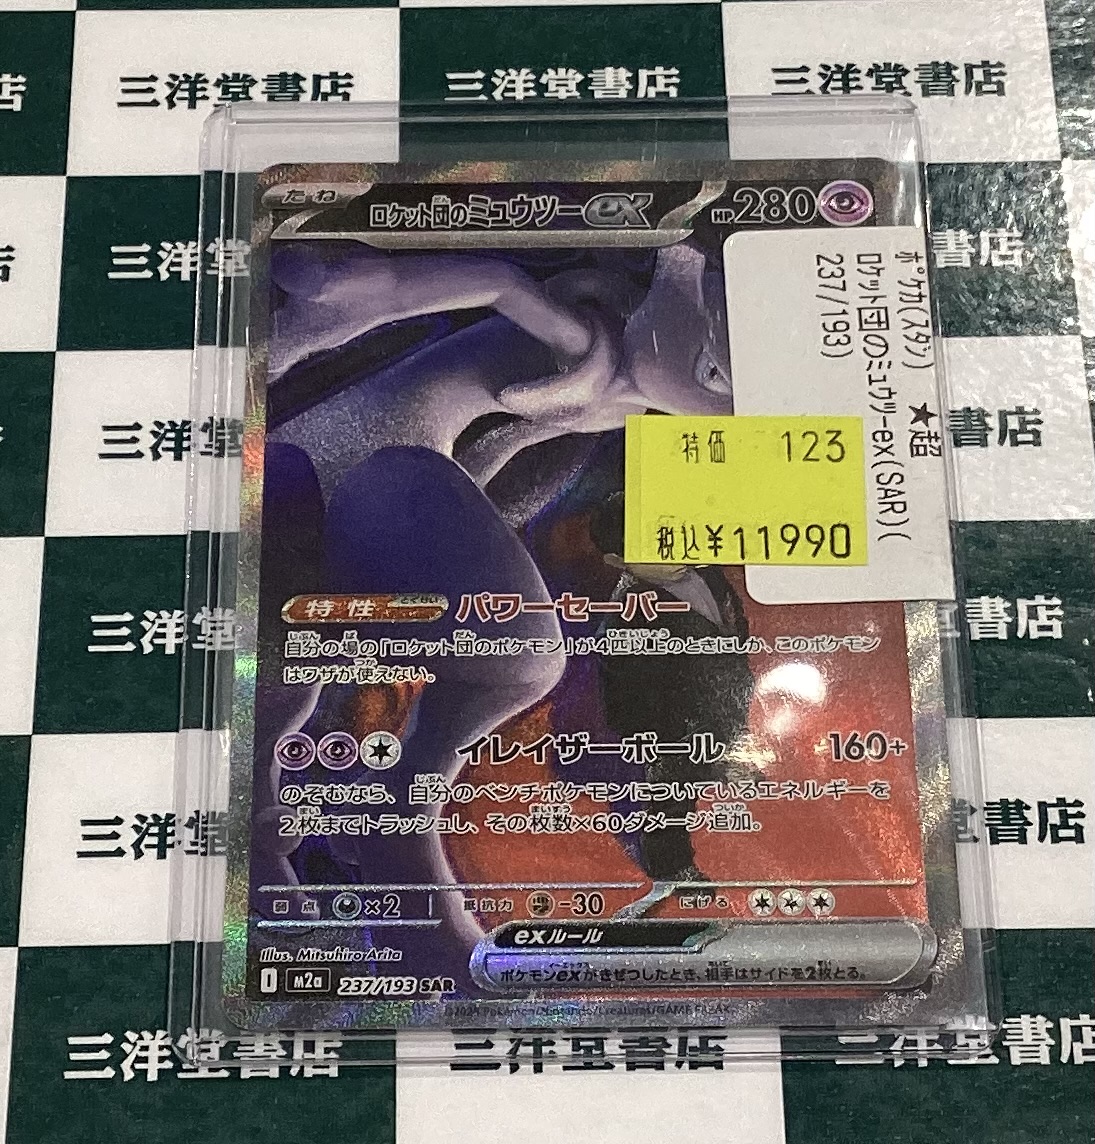 三洋堂書店
三洋堂書店
三洋堂書店
たね
ロケット団のミュウツーex
HP280
ポケカ(スタン) ★超
ロケット団のミュウツーex(SAR)(
237/193)
特価 123
税込¥11990
特性
とくせい
パワーセーバー
自分の場の「ロケット団のポケモン」が4匹以上のときにしか、このポケモン
はワザが使えない。
イレイザーボール 160+
のぞむなら、自分のベンチポケモンについているエネルギーを
2枚までトラッシュし、その枚数×60ダメージ追加。
弱点 ×2 抵抗力 -30 にげる
exルール
ポケモンexがきぜつしたとき、相手はサイドを2枚とる。
Illus. Mitsuhiro Arita
M2a 237/193 SAR
三洋堂
三洋堂
三洋堂
三洋
三洋堂
書店
書店
書店
堂書店
三洋堂書店
三洋堂書店
三洋堂書店